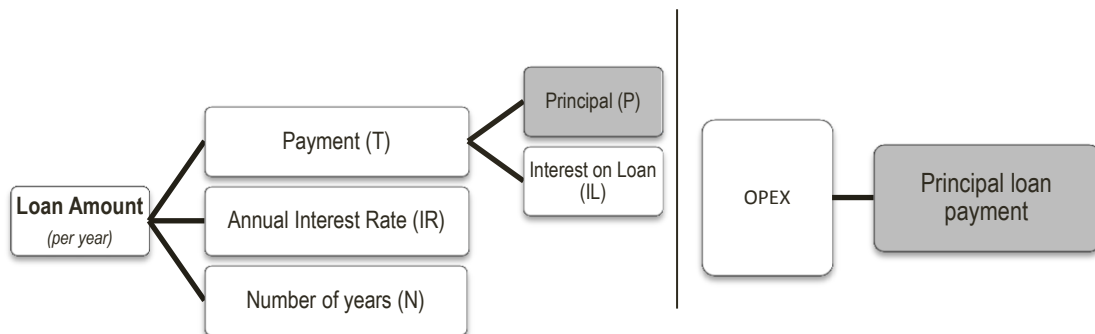 Loan Amount
(per year)
Payment (T)
Annual Interest Rate (IR)
Number of years (N)
Principal (P)
Interest on Loan
(IL)
OPEX
Principal loan
payment